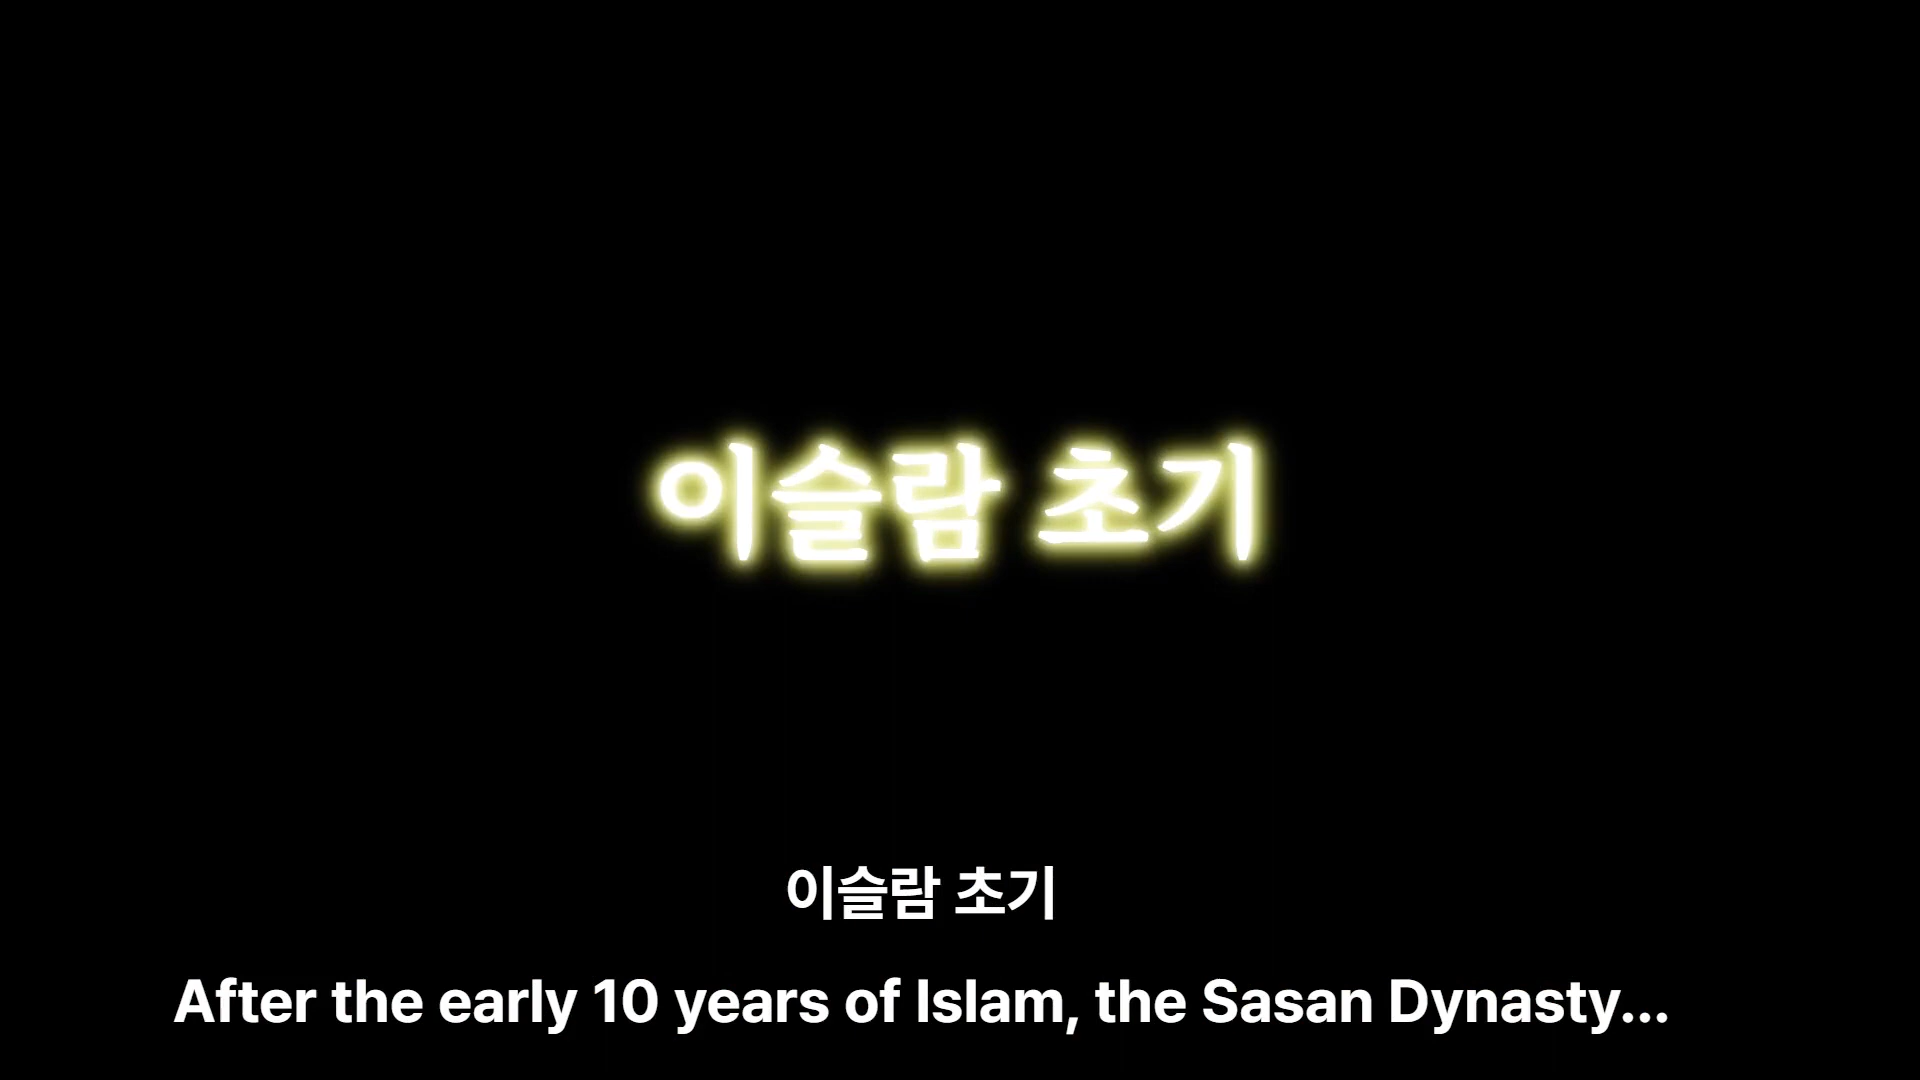 이슬람 초기
이슬람 초기
After the early 10 years of Islam, the Sasan Dynasty...